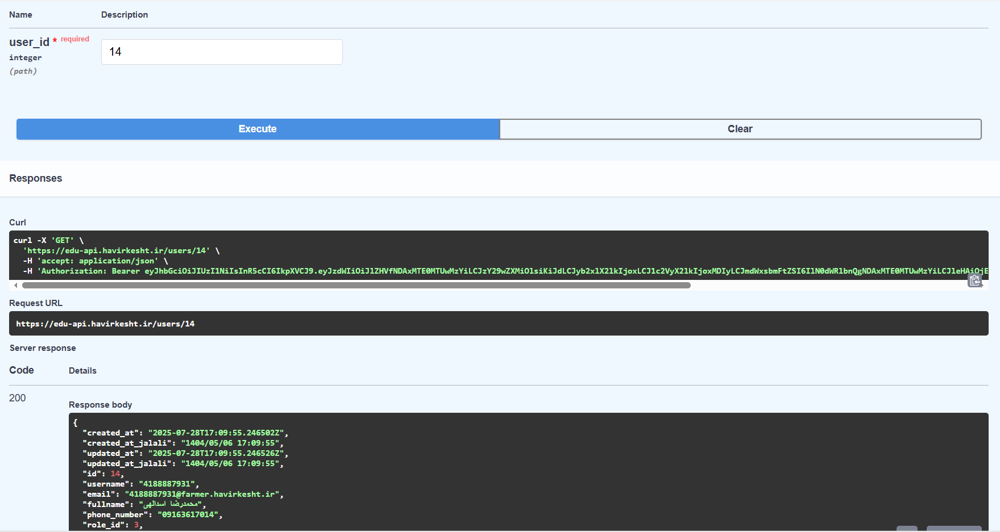 Name Description
user_id * required
integer
(path)
14
Execute Clear
Responses
Curl
curl -X 'GET' \
'https://edu-api.havirkesht.ir/users/14' \
-H 'accept: application/json' \
-H 'Authorization: Bearer eyJhbGciOiJIUzI1NiIsInR5cCI6IkpXVCJ9.eyJzdWIiOiJlZHVfNDAxMTE0MTUwMzYiLCJzY29wZXMiOlsiKiJdLCJyb2xlX2lkIjoxLCJ1c2VyX2lkIjoxMDIyLCJmdWxsbmFtZSI6IlN0dWRlbnQgNDAxMTE0MTUwMzYiLCJleHAiOjE
Request URL
https://edu-api.havirkesht.ir/users/14
Server response
Code Details
200
Response body
{
"created_at": "2025-07-28T17:09:55.246502Z",
"created_at_jalali": "1404/05/06 17:09:55",
"updated_at": "2025-07-28T17:09:55.246526Z",
"updated_at_jalali": "1404/05/06 17:09:55",
"id": 14,
"username": "4188887931",
"email": "4188887931@farmer.havirkesht.ir",
"fullname": "محمدرضا اسدالهی",
"phone_number": "09163617014",
"role_id": 3,